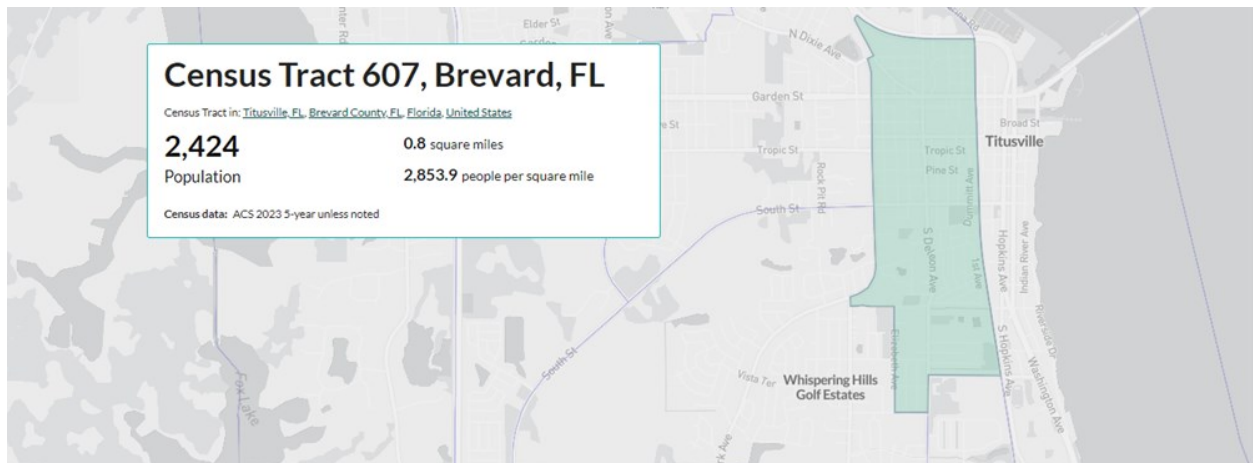 Census Tract 607, Brevard, FL
Census Tract in: Titusville, FL, Brevard County, FL, Florida, United States
2,424
Population
0.8 square miles
2,853.9 people per square mile
Census data: ACS 2023 5-year unless noted
Elder St
N Dixie Ave
Garden St
Broad St
Titusville
Tropic St
Tropic St
Pine St
Rock Pit Rd
Dummitt Ave
South St
S DeLeon Ave
Hopkins Ave
Indian River Ave
1st Ave
Riverside Dr
Elizabeth Ave
S Hopkins Ave
Washington Ave
South St
Vista Ter
Whispering Hills
Golf Estates
Fox Lake